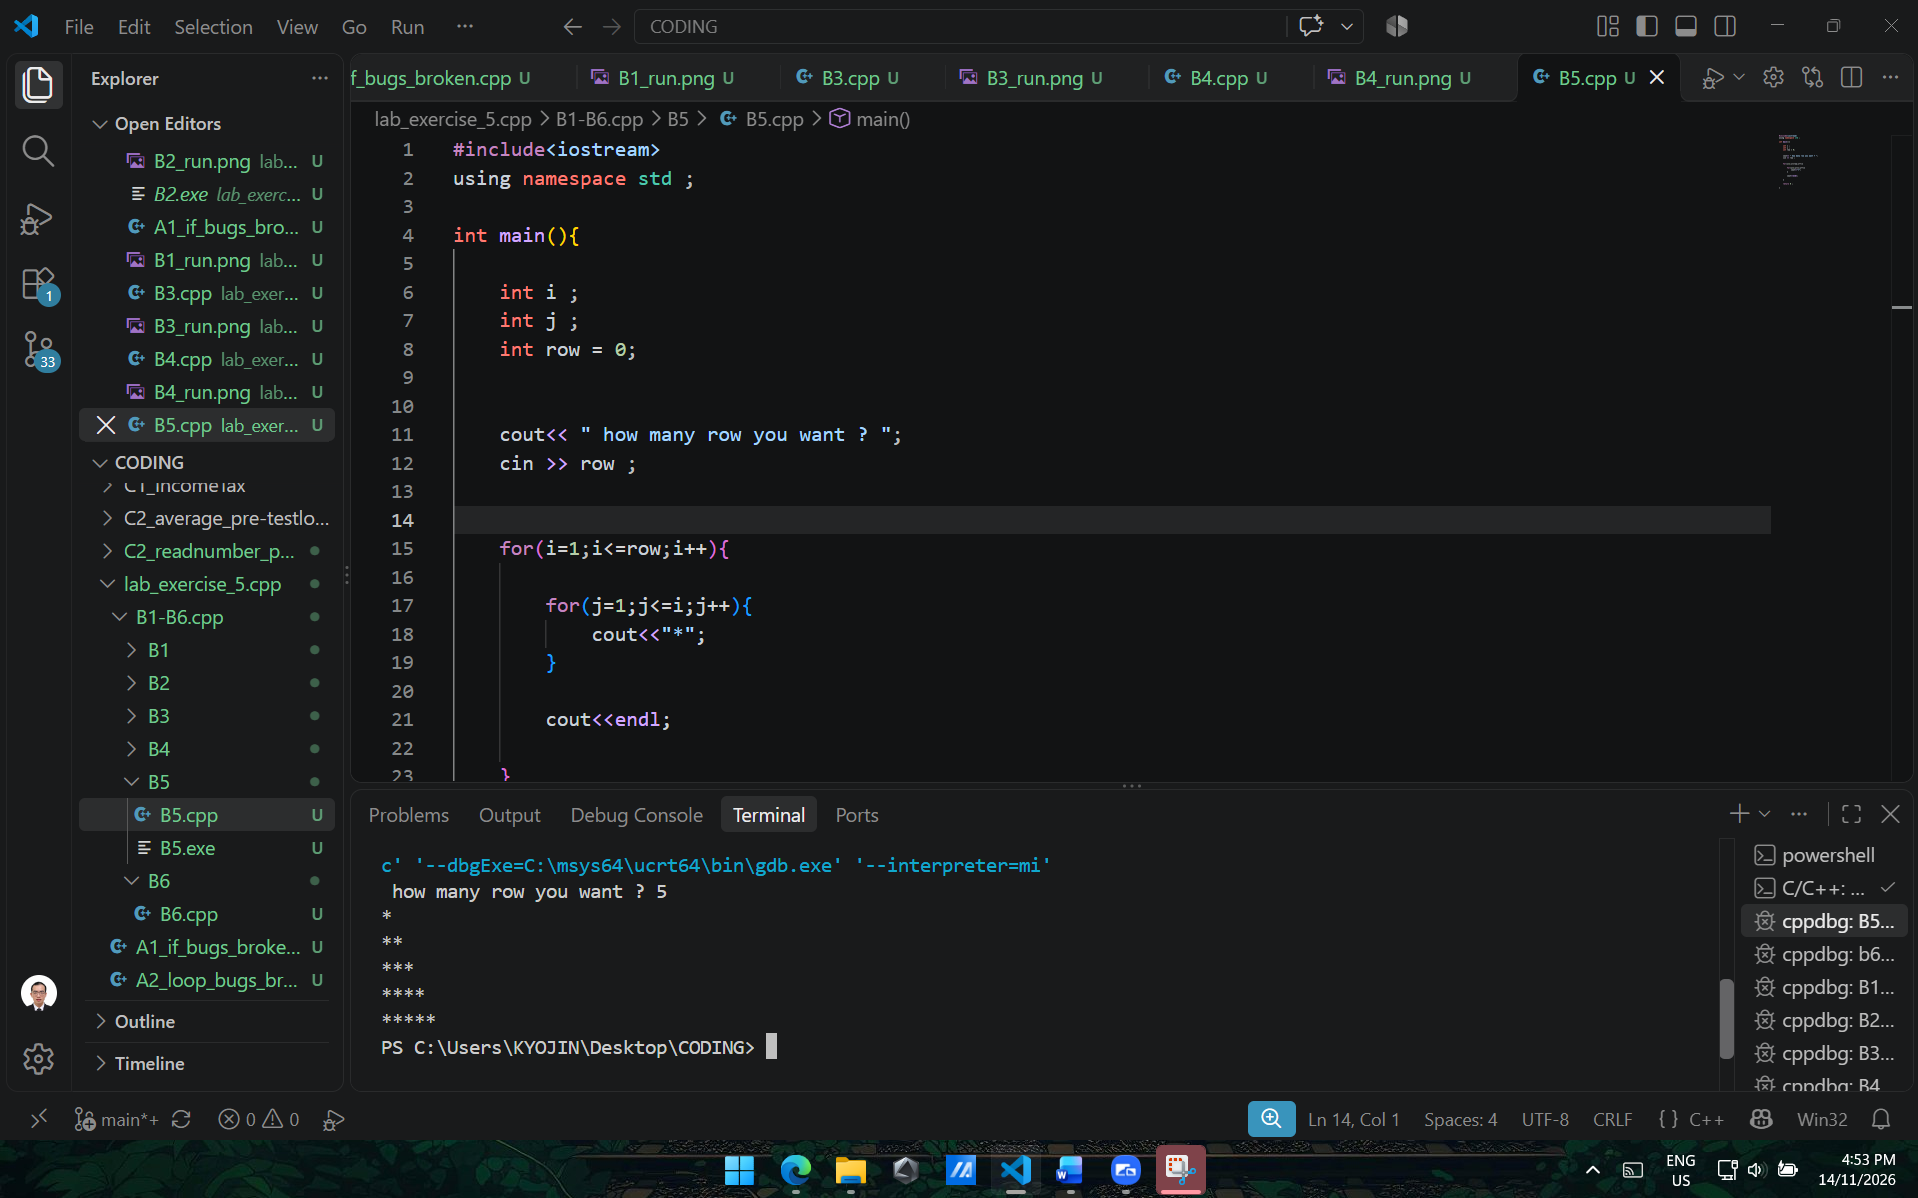 File Edit Selection View Go Run ··· CODING
Explorer ···
Open Editors
B2_run.png lab... U
B2.exe lab_exerc... U
A1_if_bugs_bro... U
B1_run.png lab... U
B3.cpp lab_exer... U
B3_run.png lab... U
B4.cpp lab_exer... U
B4_run.png lab... U
B5.cpp lab_exer... U
CODING
C1_IncomeTax
C2_average_pre-testlo...
C2_readnumber_p...
lab_exercise_5.cpp
B1-B6.cpp
B1
B2
B3
B4
B5
B5.cpp U
B5.exe U
B6
B6.cpp U
A1_if_bugs_broke... U
A2_loop_bugs_br... U
Outline
Timeline
1
33
f_bugs_broken.cpp U B1_run.png U B3.cpp U B3_run.png U B4.cpp U B4_run.png U B5.cpp U
lab_exercise_5.cpp > B1-B6.cpp > B5 > B5.cpp > main()
1 #include<iostream>
2 using namespace std ;
3
4 int main(){
5
6 int i ;
7 int j ;
8 int row = 0;
9
10
11 cout<< " how many row you want ? ";
12 cin >> row ;
13
14
15 for(i=1;i<=row;i++){
16
17 for(j=1;j<=i;j++){
18 cout<<"*";
19 }
20
21 cout<<endl;
22
23 }
Problems Output Debug Console Terminal Ports
c' '--dbgExe=C:\msys64\ucrt64\bin\gdb.exe' '--interpreter=mi'
how many row you want ? 5
*
**
***
****
*****
PS C:\Users\KYOJIN\Desktop\CODING>
powershell
C/C++: ...
cppdbg: B5...
cppdbg: b6...
cppdbg: B1...
cppdbg: B2...
cppdbg: B3...
cppdbg: B4
main*+ 0 0 Ln 14, Col 1 Spaces: 4 UTF-8 CRLF { } C++ Win32
ENG
US
4:53 PM
14/11/2026